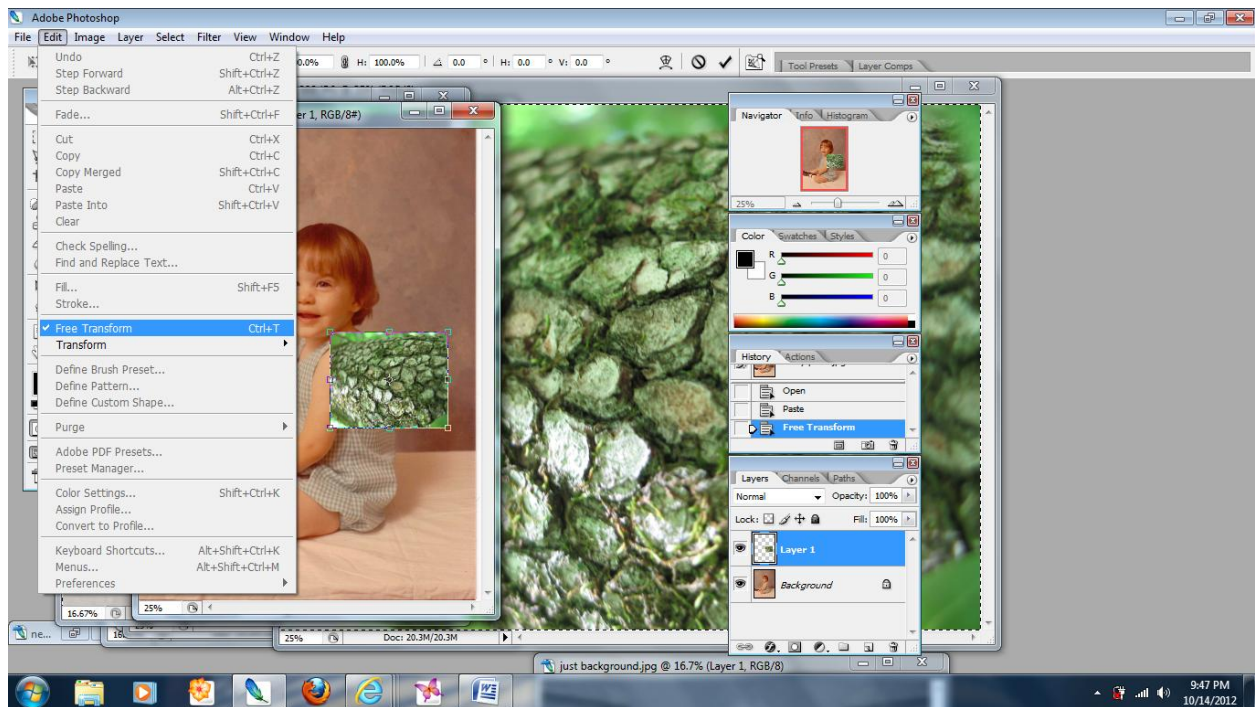 Adobe Photoshop
File Edit Image Layer Select Filter View Window Help
0.0% H: 100.0% 0.0 ° H: 0.0 ° V: 0.0 ° Tool Presets Layer Comps
Undo Ctrl+Z
Step Forward Shift+Ctrl+Z
Step Backward Alt+Ctrl+Z
Fade... Shift+Ctrl+F
Cut Ctrl+X
Copy Ctrl+C
Copy Merged Shift+Ctrl+C
Paste Ctrl+V
Paste Into Shift+Ctrl+V
Clear
Check Spelling...
Find and Replace Text...
Fill... Shift+F5
Stroke...
Free Transform Ctrl+T
Transform
Define Brush Preset...
Define Pattern...
Define Custom Shape...
Purge
Adobe PDF Presets...
Preset Manager...
Color Settings... Shift+Ctrl+K
Assign Profile...
Convert to Profile...
Keyboard Shortcuts... Alt+Shift+Ctrl+K
Menus... Alt+Shift+Ctrl+M
Preferences
er 1, RGB/8#)
Navigator Info Histogram
25%
Color Swatches Styles
R 0
G 0
B 0
History Actions
Open
Paste
Free Transform
Layers Channels Paths
Normal Opacity: 100%
Lock: Fill: 100%
Layer 1
Background
16.67%
25%
ne...
16.
25% Doc: 20.3M/20.3M
just background.jpg @ 16.7% (Layer 1, RGB/8)
9:47 PM
10/14/2012